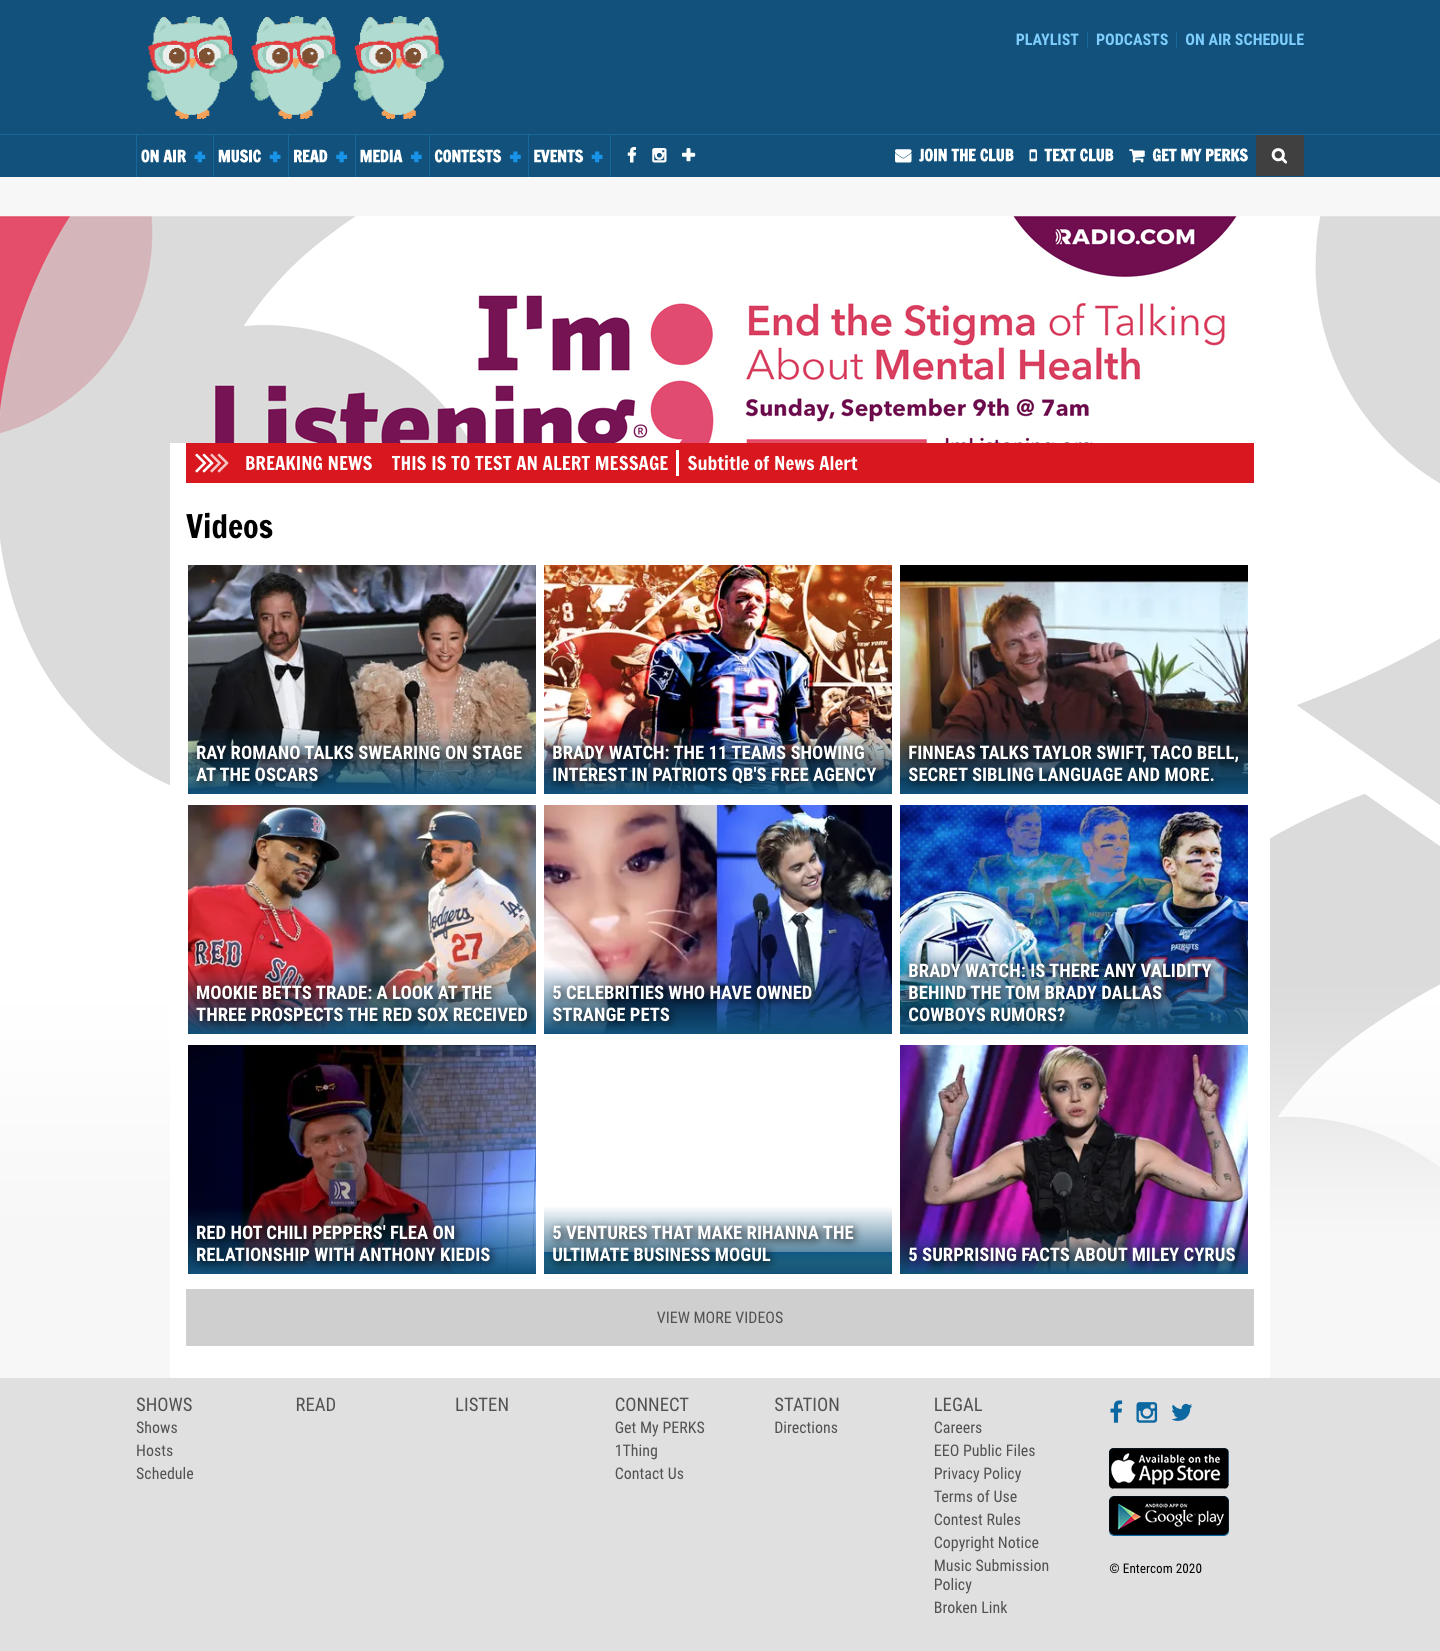 PLAYLIST PODCASTS ON AIR SCHEDULE
ON AIR MUSIC READ MEDIA CONTESTS EVENTS JOIN THE CLUB TEXT CLUB GET MY PERKS
RADIO.COM
I'm
Listening®
End the Stigma of Talking
About Mental Health
Sunday, September 9th @ 7am
ImListening.org
BREAKING NEWS THIS IS TO TEST AN ALERT MESSAGE Subtitle of News Alert
Videos
RAY ROMANO TALKS SWEARING ON STAGE
AT THE OSCARS
BRADY WATCH: THE 11 TEAMS SHOWING
INTEREST IN PATRIOTS QB'S FREE AGENCY
FINNEAS TALKS TAYLOR SWIFT, TACO BELL,
SECRET SIBLING LANGUAGE AND MORE.
MOOKIE BETTS TRADE: A LOOK AT THE
THREE PROSPECTS THE RED SOX RECEIVED
5 CELEBRITIES WHO HAVE OWNED
STRANGE PETS
BRADY WATCH: IS THERE ANY VALIDITY
BEHIND THE TOM BRADY DALLAS
COWBOYS RUMORS?
RED HOT CHILI PEPPERS' FLEA ON
RELATIONSHIP WITH ANTHONY KIEDIS
5 VENTURES THAT MAKE RIHANNA THE
ULTIMATE BUSINESS MOGUL
5 SURPRISING FACTS ABOUT MILEY CYRUS
VIEW MORE VIDEOS
SHOWS
Shows
Hosts
Schedule
READ
LISTEN
CONNECT
Get My PERKS
1Thing
Contact Us
STATION
Directions
LEGAL
Careers
EEO Public Files
Privacy Policy
Terms of Use
Contest Rules
Copyright Notice
Music Submission
Policy
Broken Link
Available on the
App Store
ANDROID APP ON
Google play
© Entercom 2020